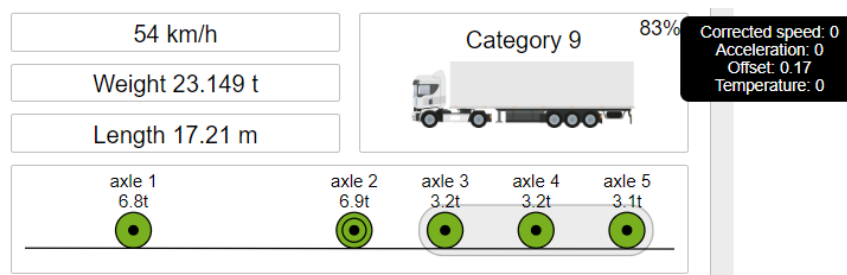 54 km/h
Weight 23.149 t
Length 17.21 m
Category 9
83%
Corrected speed: 0
Acceleration: 0
Offset: 0.17
Temperature: 0
axle 1 axle 2 axle 3 axle 4 axle 5
6.8t 6.9t 3.2t 3.2t 3.1t